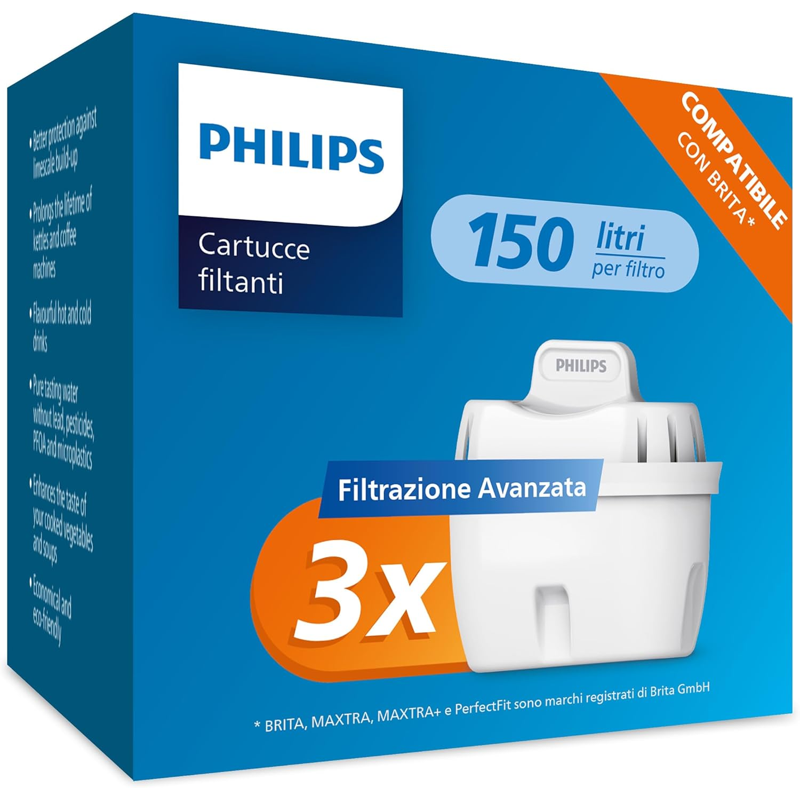 • Better protection against
limescale build-up
• Prolongs the lifetime of
kettles and coffee
machines
• Flavourful hot and cold
drinks
• Pure tasting water
without lead, pesticides,
PFOA and microplastics
• Enhances the taste of
your cooked vegetables
and soups
• Economical and
eco-friendly
PHILIPS
Cartucce
filtanti
150 litri
per filtro
COMPATIBILE
CON BRITA*
PHILIPS
Filtrazione Avanzata
3x
* BRITA, MAXTRA, MAXTRA+ e PerfectFit sono marchi registrati di Brita GmbH